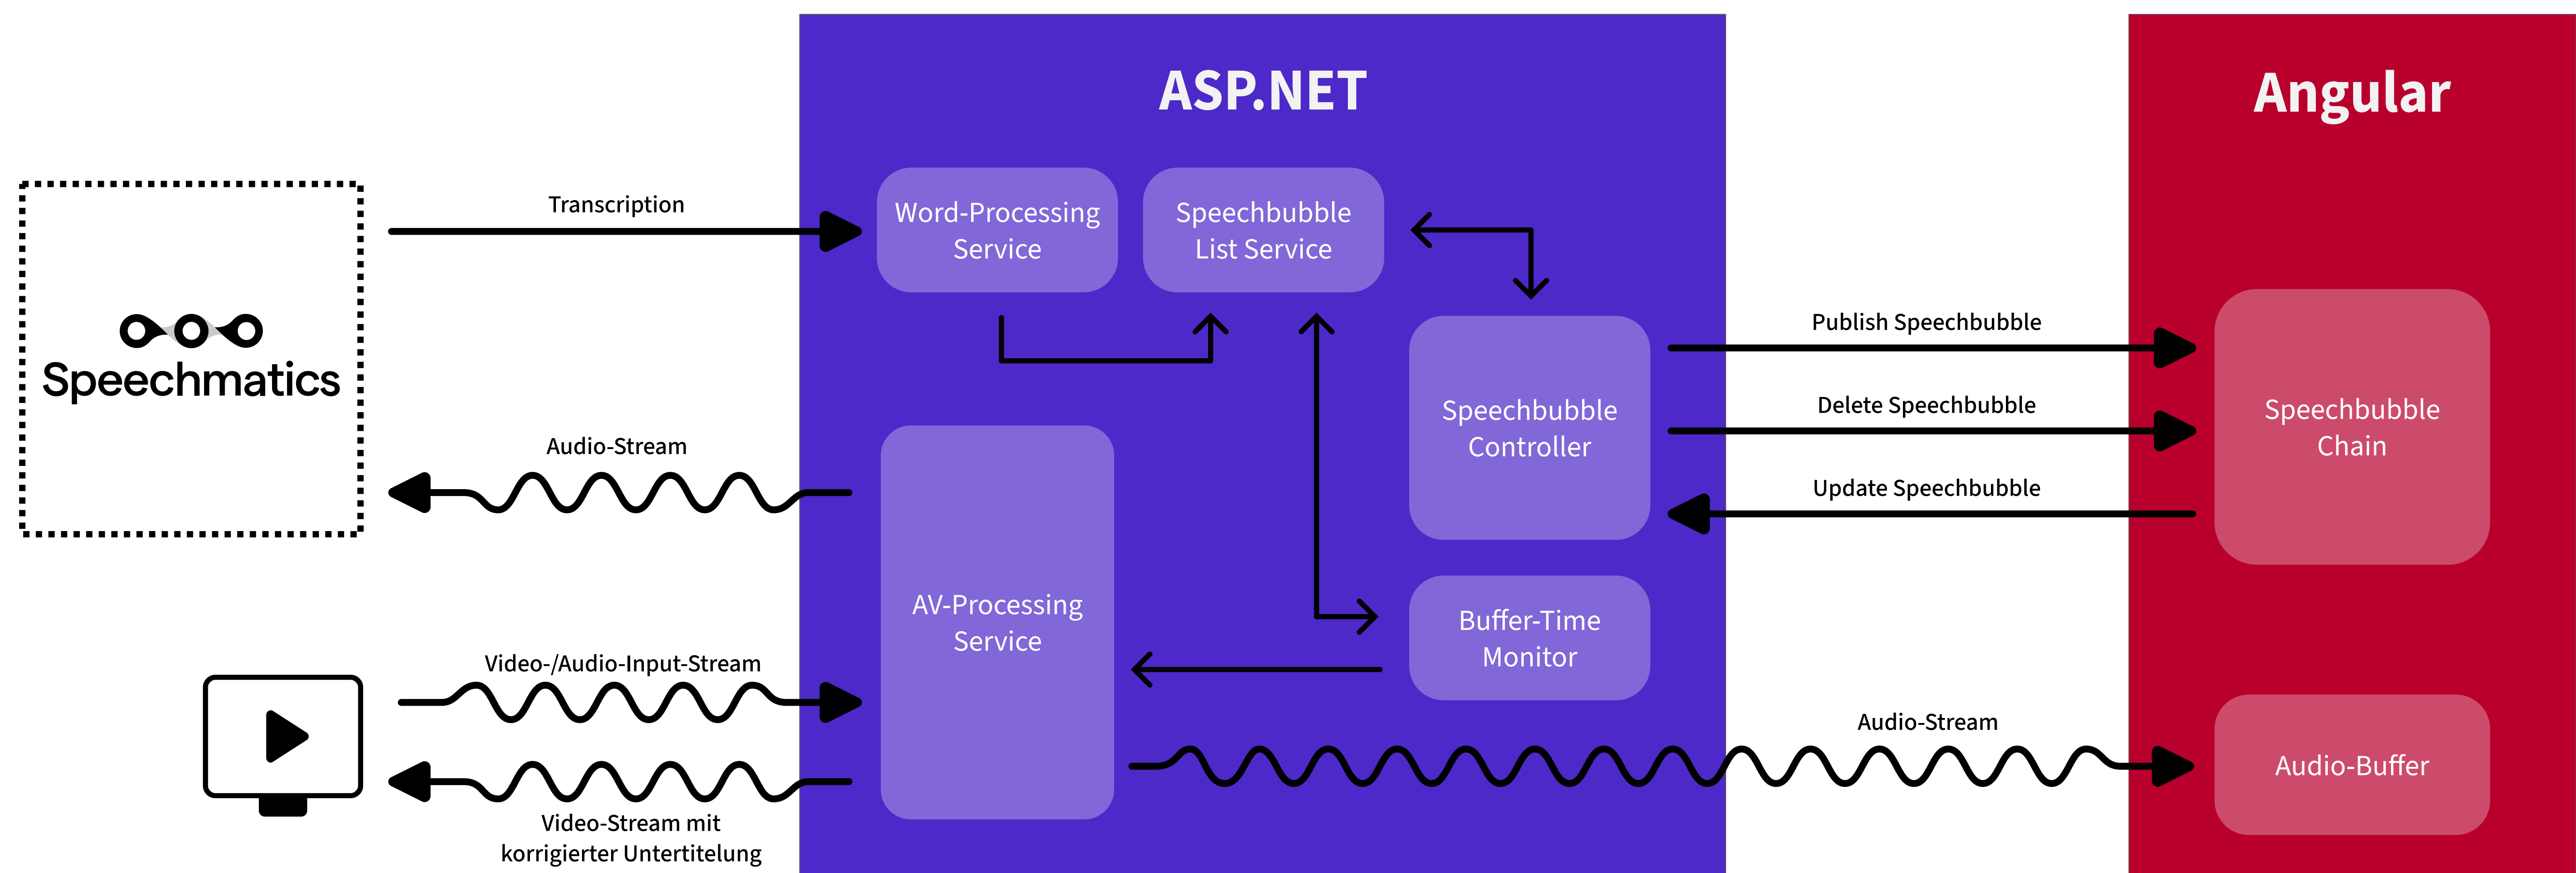 ASP.NET
Angular
Transcription
Word-Processing
Service
Speechbubble
List Service
Speechmatics
Publish Speechbubble
Delete Speechbubble
Update Speechbubble
Speechbubble
Controller
Speechbubble
Chain
Audio-Stream
AV-Processing
Service
Buffer-Time
Monitor
Video-/Audio-Input-Stream
Audio-Stream
Audio-Buffer
Video-Stream mit
korrigierter Untertitelung